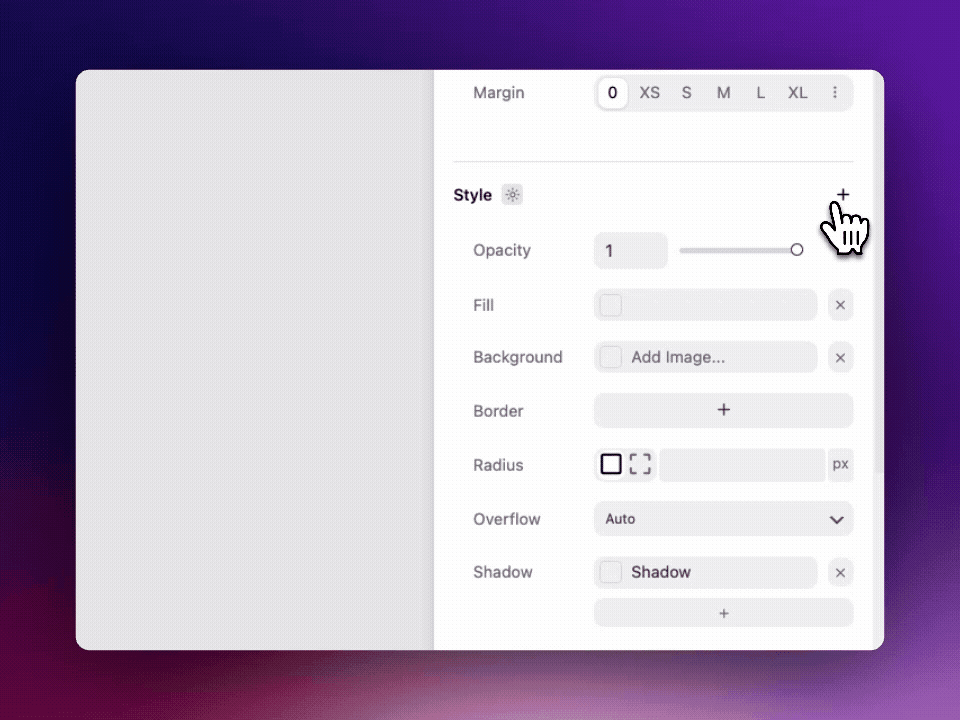 Margin 0 XS S M L XL
Style
Opacity 1
Fill
Background Add Image...
Border +
Radius px
Overflow Auto
Shadow Shadow
+